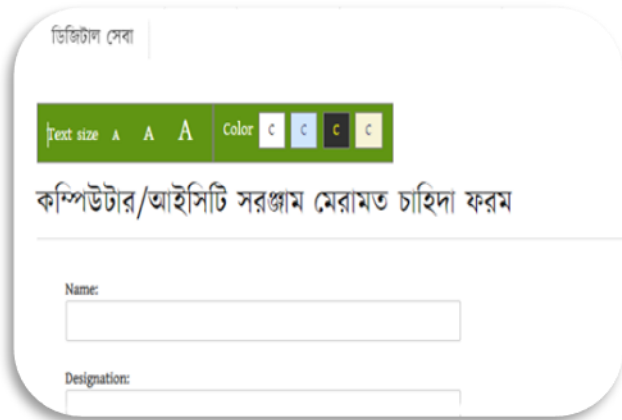 ডিজিটাল সেবা
Text size A A A Color C C C C
কম্পিউটার/আইসিটি সরঞ্জাম মেরামত চাহিদা ফরম
Name:
Designation: